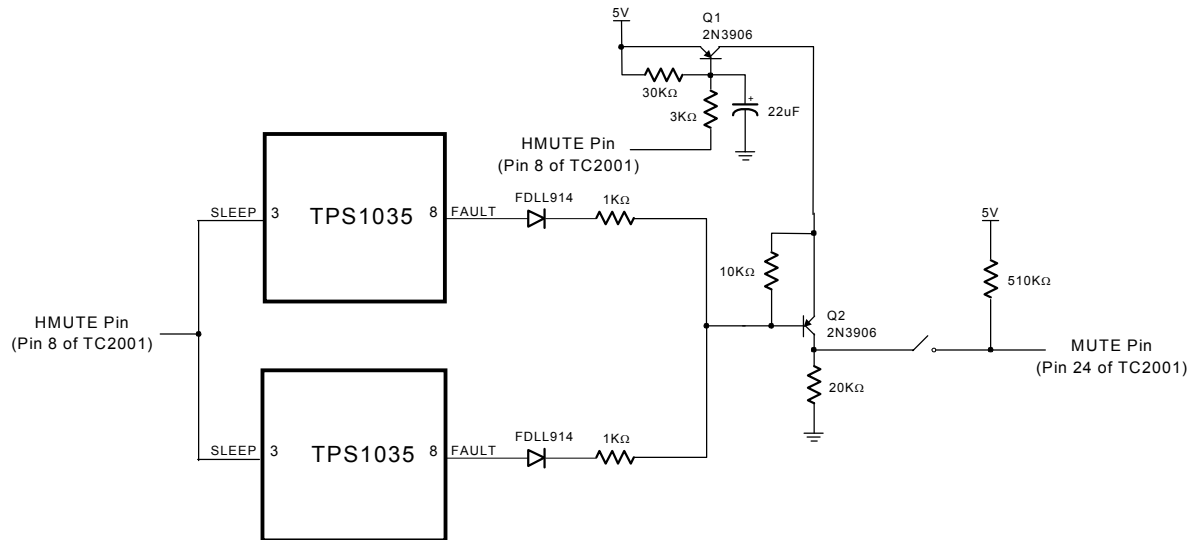 5V
Q1
2N3906
30KΩ
3KΩ
+
22uF
HMUTE Pin
(Pin 8 of TC2001)
SLEEP 3 TPS1035 8 FAULT
FDLL914
1KΩ
5V
10KΩ
510KΩ
Q2
2N3906
HMUTE Pin
(Pin 8 of TC2001)
MUTE Pin
(Pin 24 of TC2001)
20KΩ
SLEEP 3 TPS1035 8 FAULT
FDLL914
1KΩ